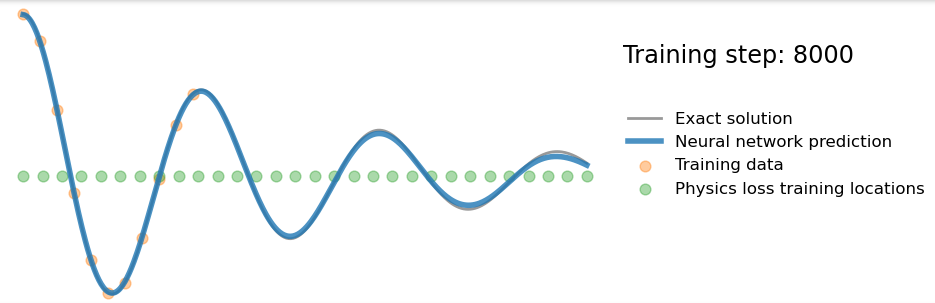 Training step: 8000
Exact solution
Neural network prediction
Training data
Physics loss training locations